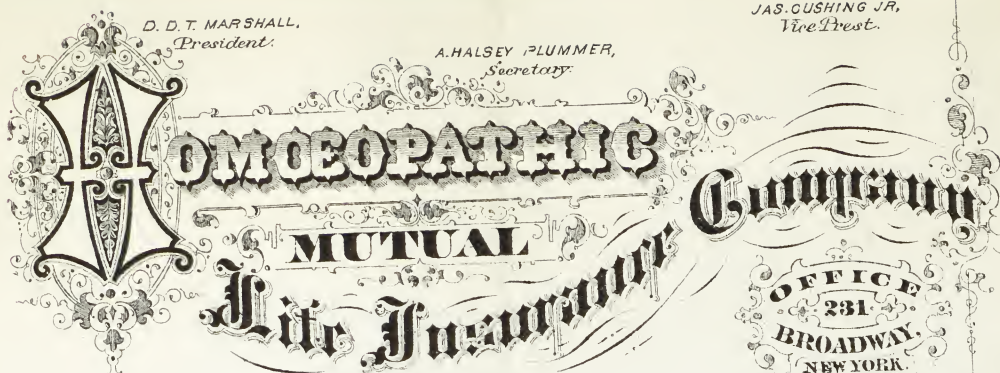 D. D. T. MARSHALL,
President.
JAS. CUSHING JR,
Vice Prest.
A. HALSEY PLUMMER,
Secretary.
HOMŒOPATHIC
MUTUAL
Life Insurance Company
OFFICE
231
BROADWAY,
NEW YORK.